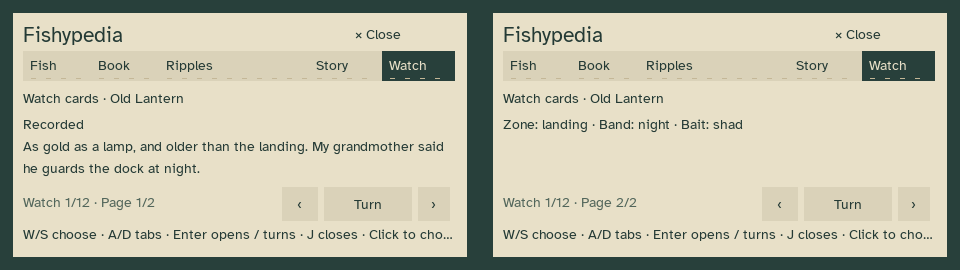 Fishypedia
× Close
Fish Book Ripples Story Watch
Watch cards · Old Lantern
Recorded
As gold as a lamp, and older than the landing. My grandmother said
he guards the dock at night.
Watch 1/12 · Page 1/2 ‹ Turn ›
W/S choose · A/D tabs · Enter opens / turns · J closes · Click to cho...
Fishypedia
× Close
Fish Book Ripples Story Watch
Watch cards · Old Lantern
Zone: landing · Band: night · Bait: shad
Watch 1/12 · Page 2/2 ‹ Turn ›
W/S choose · A/D tabs · Enter opens / turns · J closes · Click to cho...